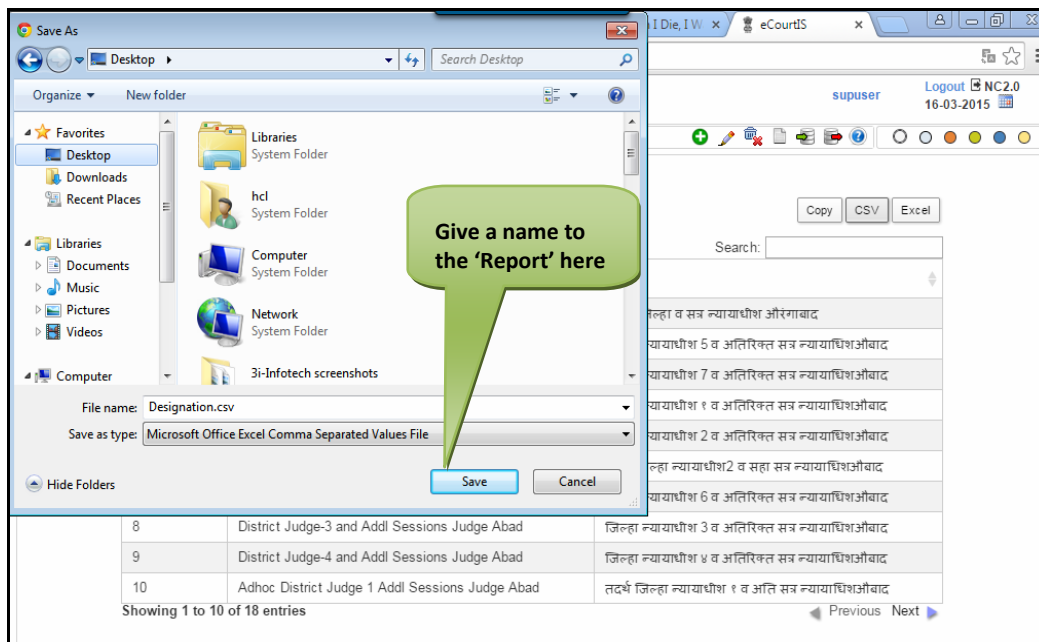 Save As
I Die, I W
eCourtIS
Desktop
Search Desktop
Organize
New folder
supuser
Logout
NC2.0
16-03-2015
Favorites
Desktop
Downloads
Recent Places
Libraries
Documents
Music
Pictures
Videos
Computer
Libraries
System Folder
hcl
System Folder
Computer
System Folder
Network
System Folder
3i-Infotech screenshots
Give a name to
the ‘Report’ here
Copy
CSV
Excel
Search:
File name: Designation.csv
Save as type: Microsoft Office Excel Comma Separated Values File
Hide Folders
Save
Cancel
व सत्र न्यायाधीश औरंगाबाद
5 व अतिरिक्त सत्र न्यायाधिशऔबाद
7 व अतिरिक्त सत्र न्यायाधिशऔबाद
१ व अतिरिक्त सत्र न्यायाधिशऔबाद
2 व अतिरिक्त सत्र न्यायाधिशऔबाद
न्यायाधीश2 व सहा सत्र न्यायाधिशऔबाद
6 व अतिरिक्त सत्र न्यायाधिशऔबाद
8 District Judge-3 and Addl Sessions Judge Abad जिल्हा न्यायाधीश 3 व अतिरिक्त सत्र न्यायाधिशऔबाद
9 District Judge-4 and Addl Sessions Judge Abad जिल्हा न्यायाधीश ४ व अतिरिक्त सत्र न्यायाधिशऔबाद
10 Adhoc District Judge 1 Addl Sessions Judge Abad तदर्थ जिल्हा न्यायाधीश १ व अति सत्र न्यायाधिशऔबाद
Showing 1 to 10 of 18 entries
Previous Next